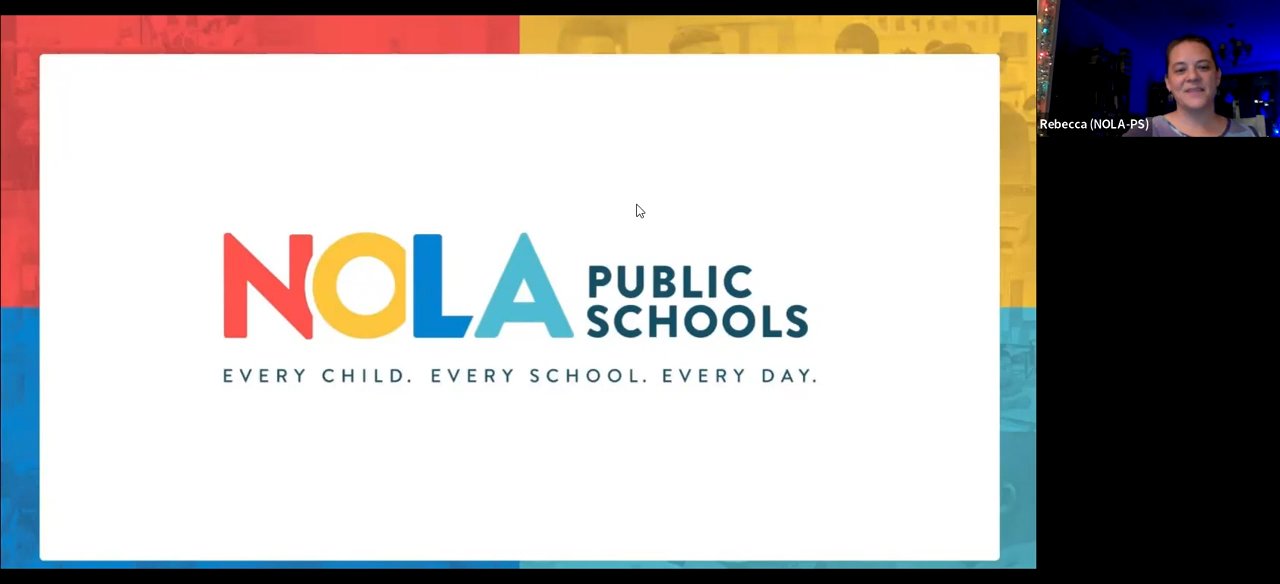 NOLA PUBLIC SCHOOLS
EVERY CHILD. EVERY SCHOOL. EVERY DAY.
Rebecca (NOLA-PS)